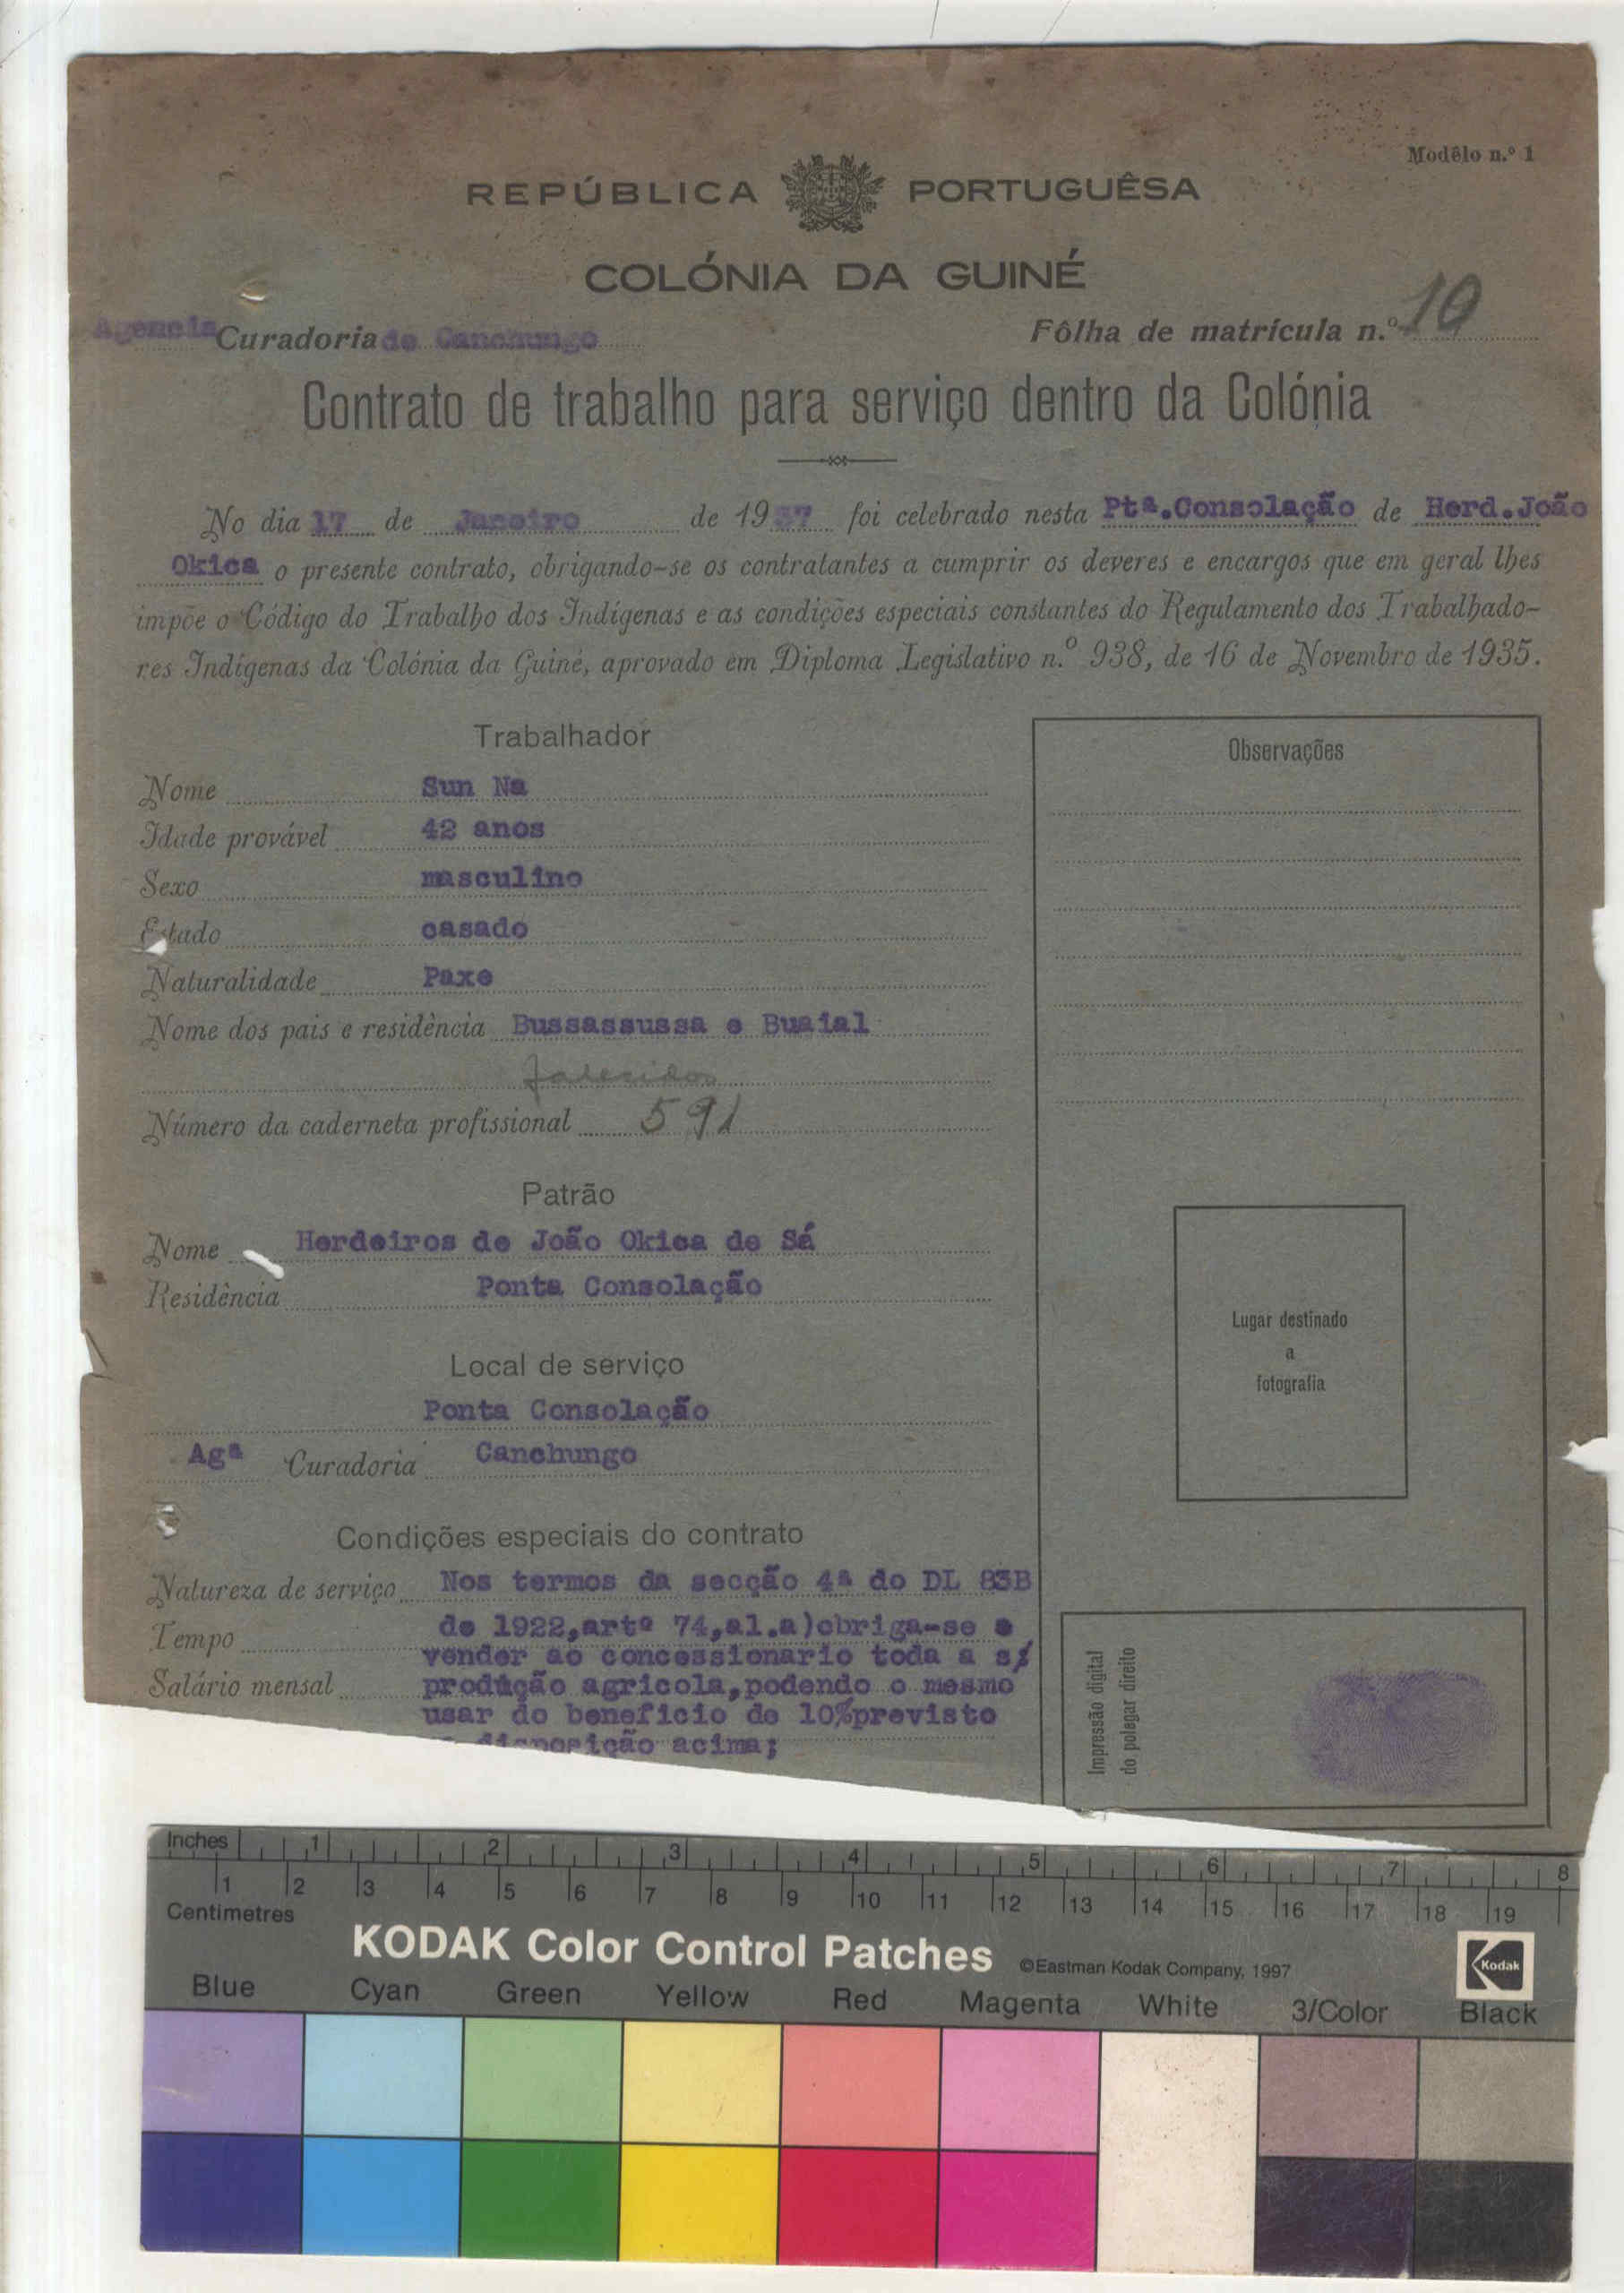 Modêlo n.º 1
REPÚBLICA PORTUGUÊSA
COLÓNIA DA GUINÉ
Agencia Curadoria de Canchungo Fôlha de matrícula n.º 10
Contrato de trabalho para serviço dentro da Colónia
No dia 17 de Janeiro de 1937 foi celebrado nesta Ptª.Consolação de Herd.João
Okica o presente contrato, obrigando-se os contratantes a cumprir os deveres e encargos que em geral lhes
impõe o Código do Trabalho dos Indígenas e as condições especiais constantes do Regulamento dos Trabalhado-
res Indígenas da Colónia da Guiné, aprovado em Diploma Legislativo n.º 938, de 16 de Novembro de 1935.
Trabalhador
Nome Sun Na
Idade provável 42 anos
Sexo masculino
Estado casado
Naturalidade Paxe
Nome dos pais e residência Bussassussa e Buaial
falecidos
Número da caderneta profissional 591
Patrão
Nome Herdeiros de João Okica de Sá
Residência Ponta Consolação
Local de serviço
Ponta Consolação
Agª Curadoria Canchungo
Condições especiais do contrato
Natureza de serviço Nos termos da secção 4ª do DL 83B
Tempo de 1922,artº 74,al.a)obriga-se a
vender ao concessionario toda a s/
Salário mensal produção agricola,podendo o mesmo
usar do beneficio de 10%previsto
disposição acima;
Observações
Lugar destinado
a
fotografia
Impressão digital
do polegar direito
Inches 1 2 3 4 5 6 7 8
1 2 3 4 5 6 7 8 9 10 11 12 13 14 15 16 17 18 19
Centimetres
KODAK Color Control Patches ©Eastman Kodak Company, 1997 Kodak
Blue Cyan Green Yellow Red Magenta White 3/Color Black